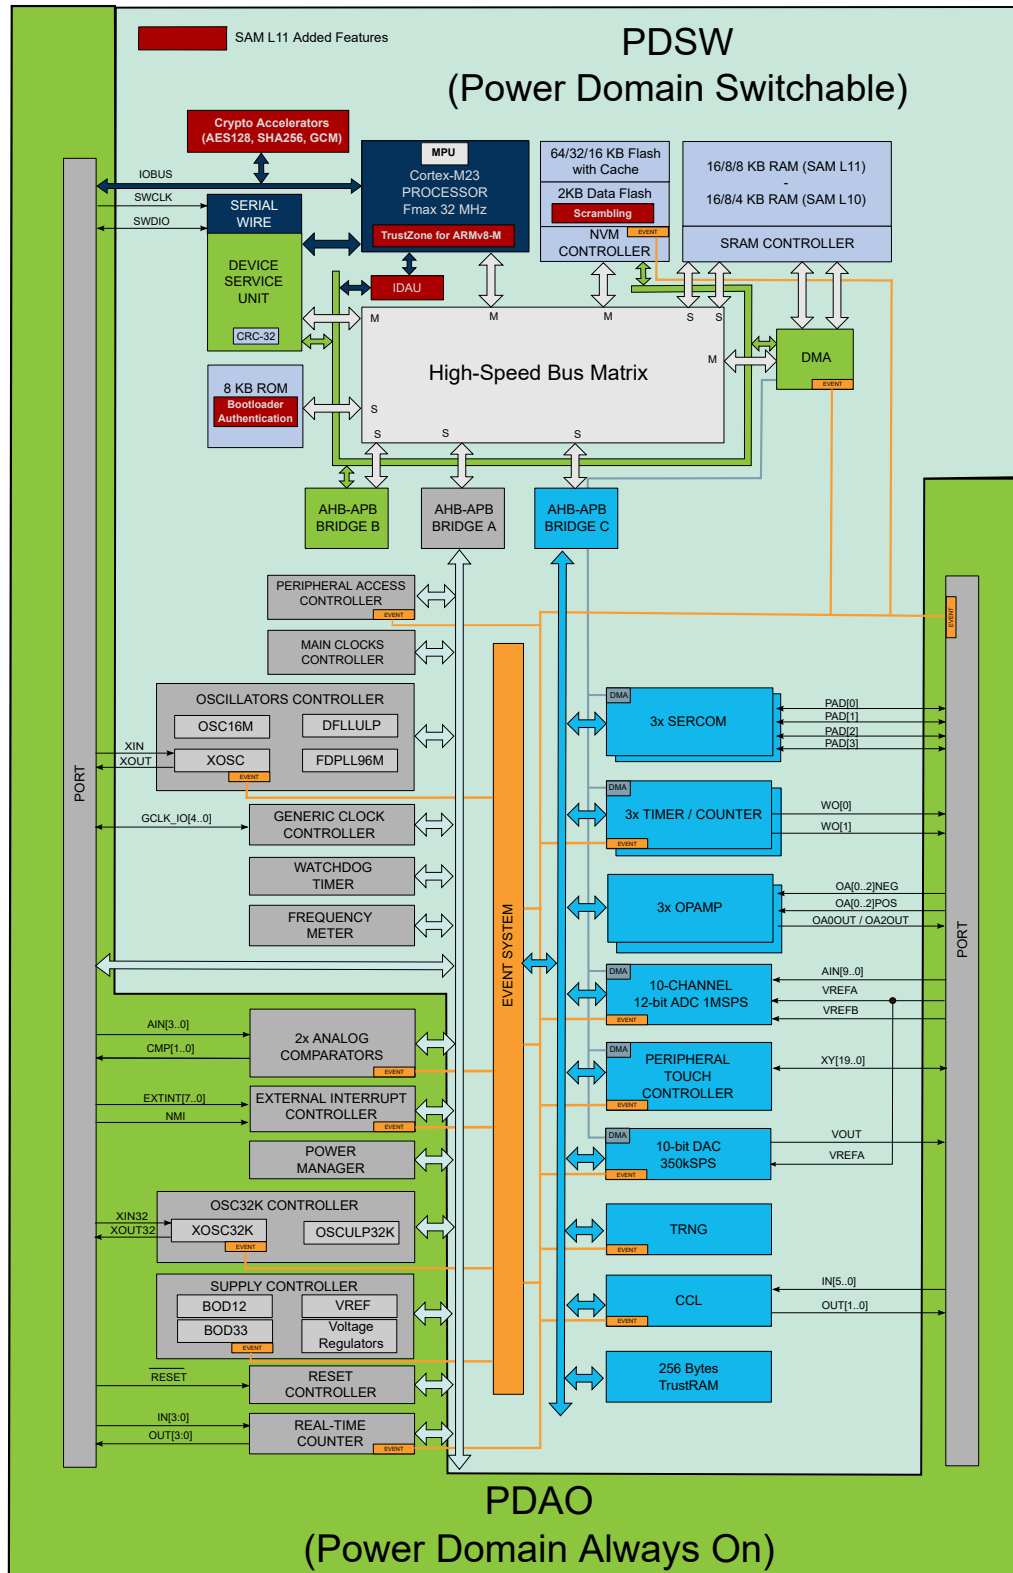 SAM L11 Added Features
PDSW
(Power Domain Switchable)
Crypto Accelerators
(AES128, SHA256, GCM)
IOBUS
SWCLK
SWDIO
SERIAL
WIRE
DEVICE
SERVICE
UNIT
CRC-32
MPU
Cortex-M23
PROCESSOR
Fmax 32 MHz
TrustZone for ARMv8-M
IDAU
64/32/16 KB Flash
with Cache
2KB Data Flash
Scrambling
EVENT
NVM
CONTROLLER
16/8/8 KB RAM (SAM L11)
-
16/8/4 KB RAM (SAM L10)
SRAM CONTROLLER
M
M
M
S
S
M
High-Speed Bus Matrix
S
S
S
S
DMA
EVENT
8 KB ROM
Bootloader
Authentication
AHB-APB
BRIDGE B
AHB-APB
BRIDGE A
AHB-APB
BRIDGE C
PORT
PERIPHERAL ACCESS
CONTROLLER
EVENT
MAIN CLOCKS
CONTROLLER
OSCILLATORS CONTROLLER
OSC16M
DFLLULP
XOSC
FDPLL96M
EVENT
XIN
XOUT
GCLK_IO[4..0]
GENERIC CLOCK
CONTROLLER
WATCHDOG
TIMER
FREQUENCY
METER
EVENT SYSTEM
AIN[3..0]
CMP[1..0]
2x ANALOG
COMPARATORS
EVENT
EXTINT[7..0]
NMI
EXTERNAL INTERRUPT
CONTROLLER
EVENT
POWER
MANAGER
OSC32K CONTROLLER
XIN32
XOUT32
XOSC32K
OSCULP32K
EVENT
SUPPLY CONTROLLER
BOD12
VREF
BOD33
Voltage
Regulators
EVENT
RESET
RESET
CONTROLLER
IN[3:0]
OUT[3:0]
REAL-TIME
COUNTER
EVENT
EVENT
PORT
DMA
3x SERCOM
PAD[0]
PAD[1]
PAD[2]
PAD[3]
DMA
3x TIMER / COUNTER
EVENT
WO[0]
WO[1]
3x OPAMP
OA[0..2]NEG
OA[0..2]POS
OA0OUT / OA2OUT
DMA
10-CHANNEL
12-bit ADC 1MSPS
EVENT
AIN[9..0]
VREFA
VREFB
DMA
PERIPHERAL
TOUCH
CONTROLLER
EVENT
XY[19..0]
DMA
10-bit DAC
350kSPS
EVENT
VOUT
VREFA
TRNG
EVENT
CCL
EVENT
IN[5..0]
OUT[1..0]
256 Bytes
TrustRAM
PDAO
(Power Domain Always On)